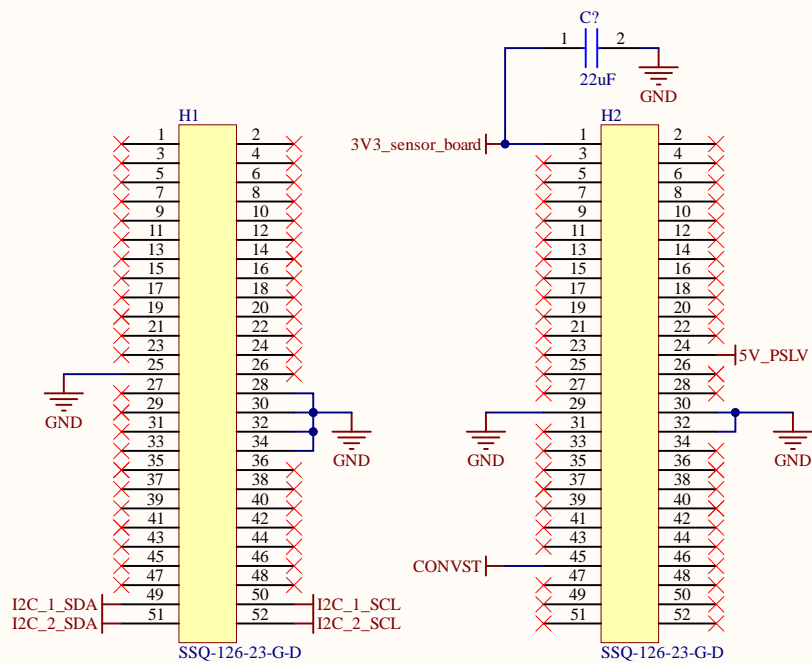 C?
1 2
22uF
GND
H1
1 2
3 4
5 6
7 8
9 10
11 12
13 14
15 16
17 18
19 20
21 22
23 24
25 26
27 28
29 30
31 32
33 34
35 36
37 38
39 40
41 42
43 44
45 46
47 48
49 50
51 52
GND
GND
I2C_1_SDA
I2C_1_SCL
I2C_2_SDA
I2C_2_SCL
SSQ-126-23-G-D
H2
3V3_sensor_board
1 2
3 4
5 6
7 8
9 10
11 12
13 14
15 16
17 18
19 20
21 22
23 24
5V_PSLV
25 26
27 28
29 30
31 32
33 34
35 36
37 38
39 40
41 42
43 44
45 46
47 48
49 50
51 52
GND
GND
CONVST
SSQ-126-23-G-D